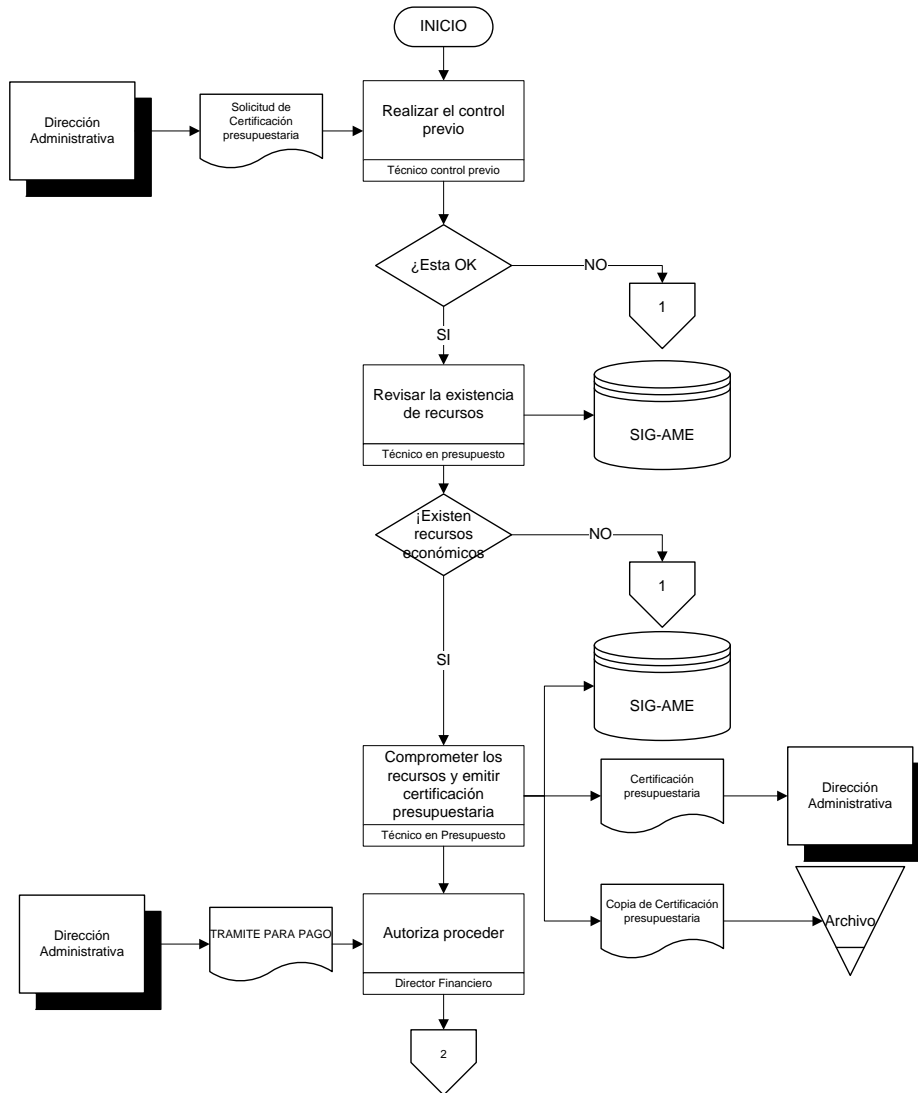 INICIO
Dirección
Administrativa
Solicitud de
Certificación
presupuestaria
Realizar el control
previo
Técnico control previo
¿Esta OK
NO
1
SI
Revisar la existencia
de recursos
Técnico en presupuesto
SIG-AME
¡Existen
recursos
económicos
NO
1
SI
SIG-AME
Comprometer los
recursos y emitir
certificación
presupuestaria
Técnico en Presupuesto
Certificación
presupuestaria
Dirección
Administrativa
Copia de Certificación
presupuestaria
Archivo
Dirección
Administrativa
TRAMITE PARA PAGO
Autoriza proceder
Director Financiero
2